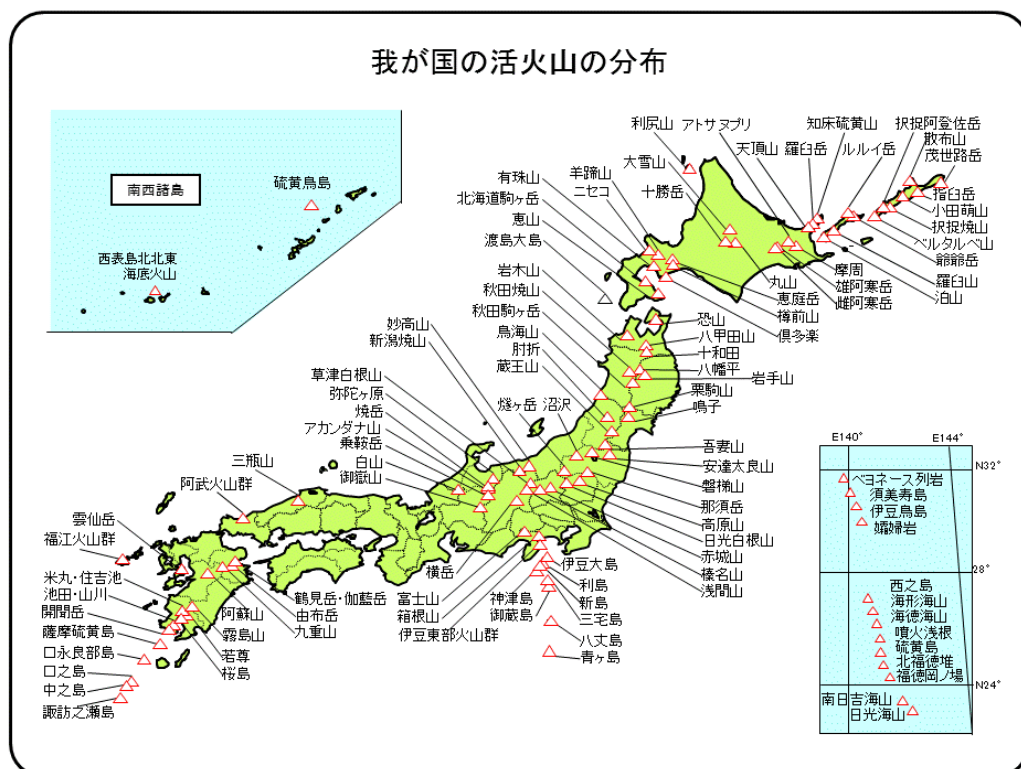 我が国の活火山の分布
南西諸島
硫黄鳥島
西表島北北東
海底火山
利尻山
アトサヌプリ
知床硫黄山
択捉阿登佐岳
散布山
茂世路岳
天頂山
羅臼岳
ルルイ岳
羊蹄山
大雪山
ニセコ
十勝岳
有珠山
北海道駒ヶ岳
恵山
渡島大島
指臼岳
小田萌山
択捉焼山
ベルタルベ山
爺爺岳
羅臼山
泊山
摩周
雄阿寒岳
雌阿寒岳
丸山
恵庭岳
樽前山
倶多楽
岩木山
秋田焼山
秋田駒ヶ岳
鳥海山
肘折
蔵王山
恐山
八甲田山
十和田
八幡平
岩手山
栗駒山
鳴子
妙高山
新潟焼山
燧ヶ岳
沼沢
草津白根山
弥陀ヶ原
焼岳
アカンダナ山
乗鞍岳
白山
御嶽山
吾妻山
安達太良山
磐梯山
那須岳
高原山
日光白根山
赤城山
榛名山
浅間山
三瓶山
阿武火山群
雲仙岳
福江火山群
米丸・住吉池
池田・山川
開聞岳
薩摩硫黄島
口永良部島
口之島
中之島
諏訪之瀬島
鶴見岳・伽藍岳
由布岳
九重山
阿蘇山
霧島山
若尊
桜島
横岳
富士山
箱根山
伊豆東部火山群
伊豆大島
利島
新島
神津島
御蔵島
三宅島
八丈島
青ヶ島
E140°
E144°
N32°
ベヨネース列岩
須美寿島
伊豆鳥島
孀婦岩
28°
西之島
海形海山
海徳海山
噴火浅根
硫黄島
北福徳堆
福徳岡ノ場
N24°
南日吉海山
日光海山